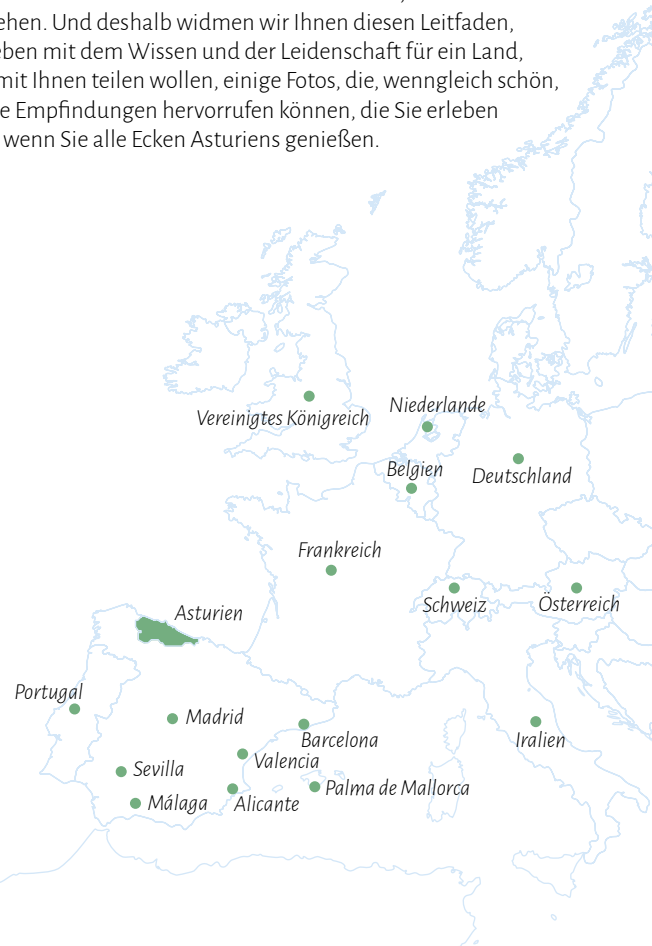 ehen. Und deshalb widmen wir Ihnen diesen Leitfaden,
eben mit dem Wissen und der Leidenschaft für ein Land,
mit Ihnen teilen wollen, einige Fotos, die, wenngleich schön,
e Empfindungen hervorrufen können, die Sie erleben
wenn Sie alle Ecken Asturiens genießen.
Niederlande
Vereinigtes Königreich
Belgien
Deutschland
Frankreich
Schweiz
Österreich
Asturien
Portugal
Madrid
Barcelona
Iralien
Valencia
Sevilla
Palma de Mallorca
Málaga
Alicante